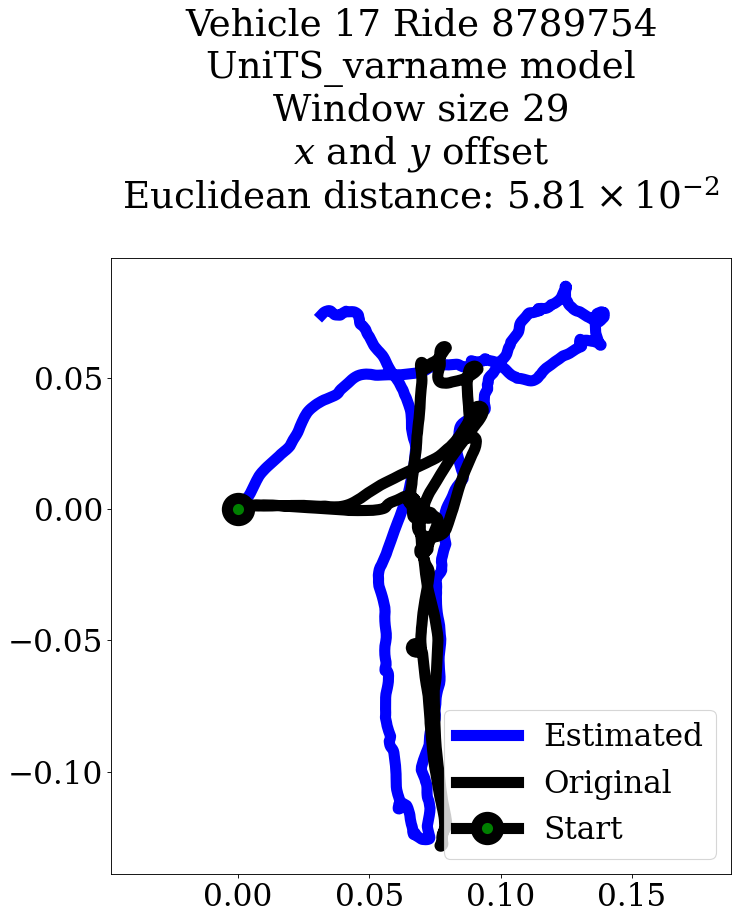 Vehicle 17 Ride 8789754
UniTS_varname model
Window size 29
x and y offset
Euclidean distance: 5.81 × 10⁻²
0.05
0.00
−0.05
−0.10
Estimated
Original
Start
0.00 0.05 0.10 0.15